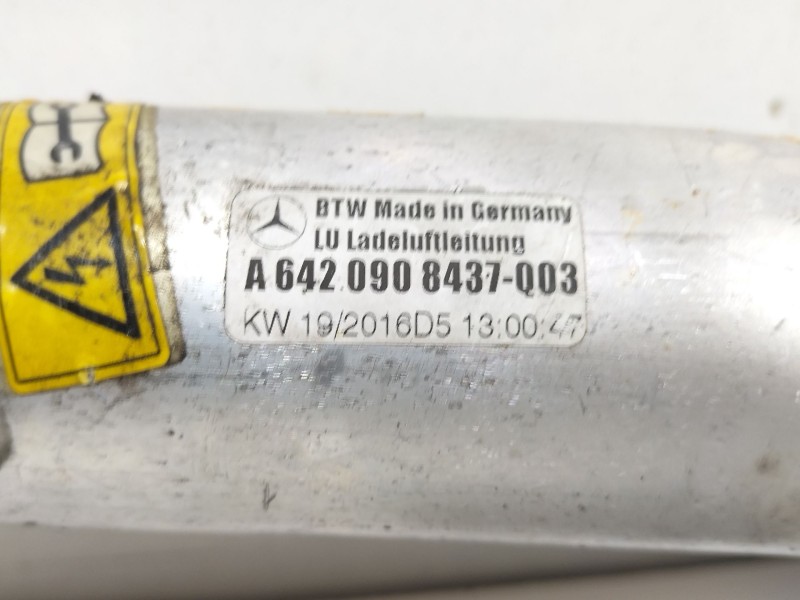 BTW Made in Germany
LU Ladeluftleitung
A 642 090 8437-Q03
KW 19/2016D5 13:00:47